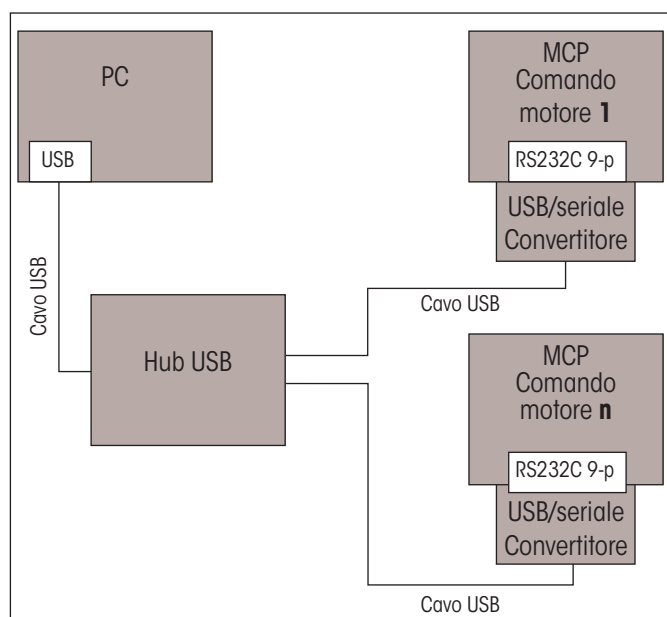 PC
USB
Cavo USB
Hub USB
MCP
Comando
motore 1
RS232C 9-p
USB/seriale
Convertitore
Cavo USB
MCP
Comando
motore n
RS232C 9-p
USB/seriale
Convertitore
Cavo USB